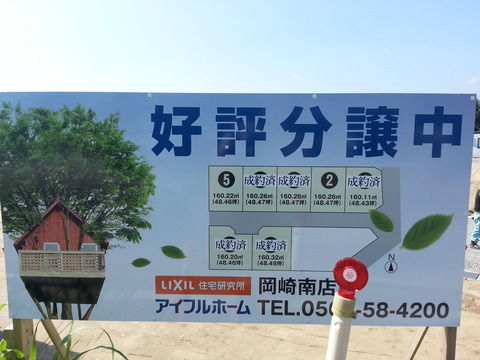 好評分譲中
5 成約済 成約済 2 成約済
160.22㎡ 160.26㎡ 160.26㎡ 160.26㎡ 160.11㎡
(48.46坪) (48.47坪) (48.47坪) (48.47坪) (48.43坪)
成約済 成約済
160.20㎡ 160.32㎡
(48.46坪) (48.49坪)
N
LIXIL 住宅研究所 岡崎南店
アイフルホーム TEL.056 -58-4200